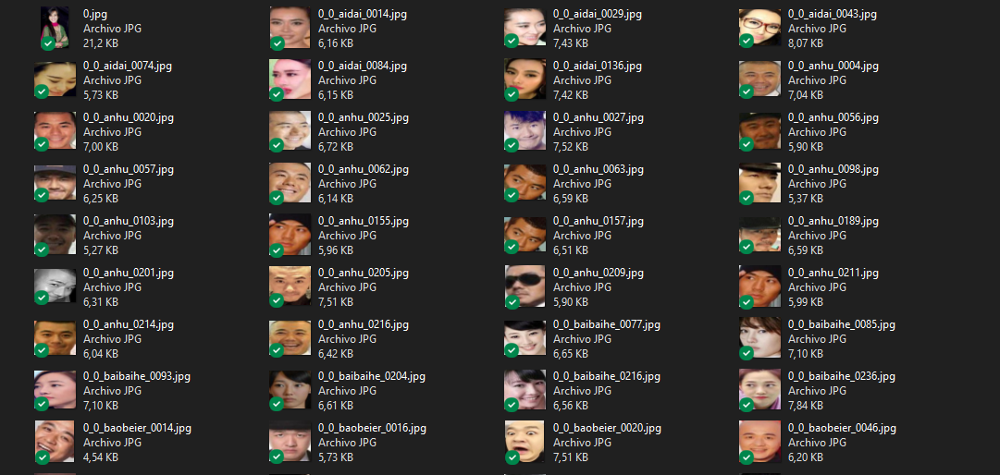 0.jpg
Archivo JPG
21,2 KB
0_0_aidai_0014.jpg
Archivo JPG
6,16 KB
0_0_aidai_0029.jpg
Archivo JPG
7,43 KB
0_0_aidai_0043.jpg
Archivo JPG
8,07 KB
0_0_aidai_0074.jpg
Archivo JPG
5,73 KB
0_0_aidai_0084.jpg
Archivo JPG
6,15 KB
0_0_aidai_0136.jpg
Archivo JPG
7,42 KB
0_0_anhu_0004.jpg
Archivo JPG
7,04 KB
0_0_anhu_0020.jpg
Archivo JPG
7,00 KB
0_0_anhu_0025.jpg
Archivo JPG
6,72 KB
0_0_anhu_0027.jpg
Archivo JPG
7,52 KB
0_0_anhu_0056.jpg
Archivo JPG
5,90 KB
0_0_anhu_0057.jpg
Archivo JPG
6,25 KB
0_0_anhu_0062.jpg
Archivo JPG
6,14 KB
0_0_anhu_0063.jpg
Archivo JPG
6,59 KB
0_0_anhu_0098.jpg
Archivo JPG
5,37 KB
0_0_anhu_0103.jpg
Archivo JPG
5,27 KB
0_0_anhu_0155.jpg
Archivo JPG
5,96 KB
0_0_anhu_0157.jpg
Archivo JPG
6,51 KB
0_0_anhu_0189.jpg
Archivo JPG
6,59 KB
0_0_anhu_0201.jpg
Archivo JPG
6,31 KB
0_0_anhu_0205.jpg
Archivo JPG
7,51 KB
0_0_anhu_0209.jpg
Archivo JPG
5,90 KB
0_0_anhu_0211.jpg
Archivo JPG
5,99 KB
0_0_anhu_0214.jpg
Archivo JPG
6,04 KB
0_0_anhu_0216.jpg
Archivo JPG
6,42 KB
0_0_baibaihe_0077.jpg
Archivo JPG
6,65 KB
0_0_baibaihe_0085.jpg
Archivo JPG
7,10 KB
0_0_baibaihe_0093.jpg
Archivo JPG
7,10 KB
0_0_baibaihe_0204.jpg
Archivo JPG
6,61 KB
0_0_baibaihe_0216.jpg
Archivo JPG
6,56 KB
0_0_baibaihe_0236.jpg
Archivo JPG
7,84 KB
0_0_baobeier_0014.jpg
Archivo JPG
4,54 KB
0_0_baobeier_0016.jpg
Archivo JPG
5,73 KB
0_0_baobeier_0020.jpg
Archivo JPG
7,51 KB
0_0_baobeier_0046.jpg
Archivo JPG
6,20 KB